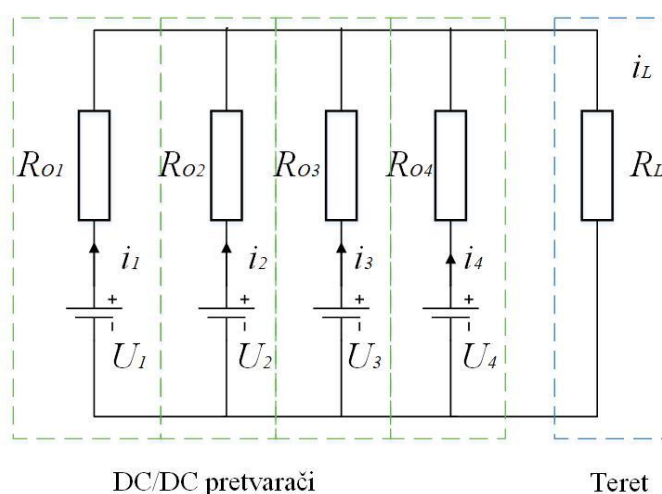 i_L
R_O1 R_O2 R_O3 R_O4 R_L
i_1 i_2 i_3 i_4
+ + + +
- - - -
U_1 U_2 U_3 U_4
DC/DC pretvarači Teret